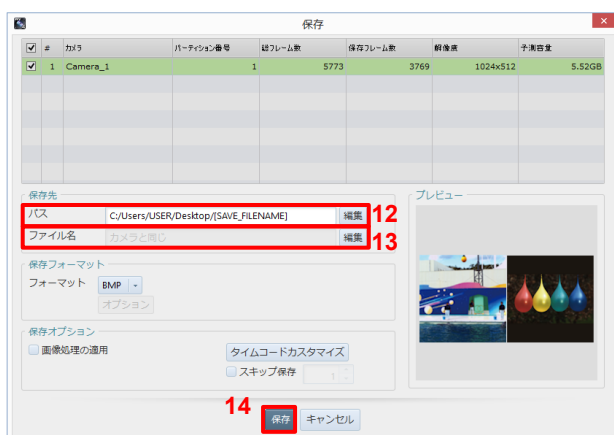 保存
# カメラ パーティション番号 総フレーム数 保存フレーム数 解像度 予測容量
1 Camera_1 1 5773 3769 1024x512 5.52GB
保存先
パス C:/Users/USER/Desktop/[SAVE_FILENAME] 編集 12
ファイル名 カメラと同じ 編集 13
プレビュー
保存フォーマット
フォーマット BMP
オプション
保存オプション
画像処理の適用 タイムコードカスタマイズ
スキップ保存 1
14 保存 キャンセル